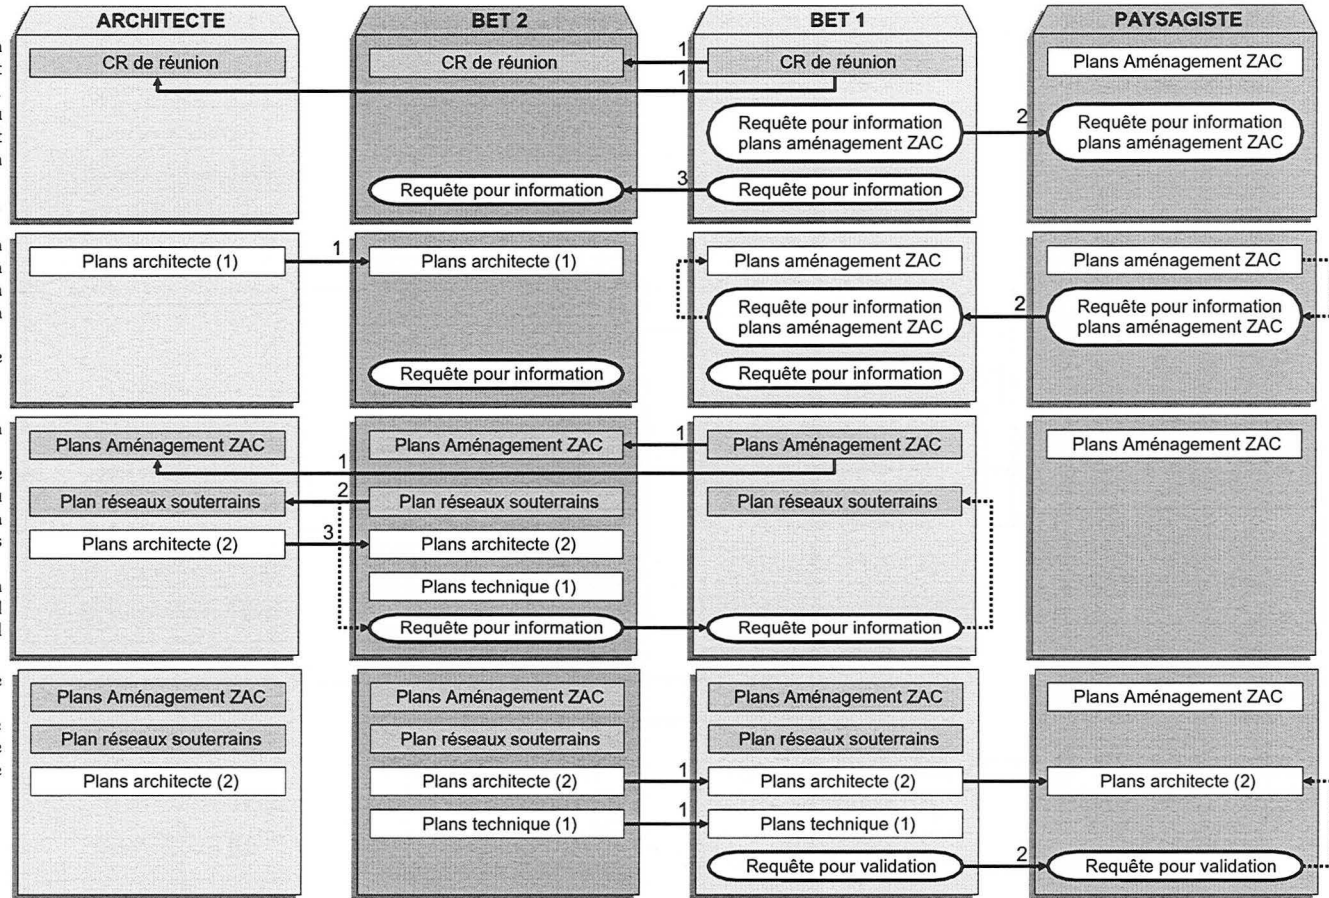 ARCHITECTE
BET 2
BET 1
PAYSAGISTE
CR de réunion
CR de réunion
1
1
CR de réunion
Plans Aménagement ZAC
Requête pour information
plans aménagement ZAC
2
Requête pour information
plans aménagement ZAC
Requête pour information
3
Requête pour information
Plans architecte (1)
1
Plans architecte (1)
Plans aménagement ZAC
Plans aménagement ZAC
Requête pour information
plans aménagement ZAC
2
Requête pour information
plans aménagement ZAC
Requête pour information
Requête pour information
Plans Aménagement ZAC
1
Plans Aménagement ZAC
1
Plans Aménagement ZAC
Plans Aménagement ZAC
Plan réseaux souterrains
2
Plan réseaux souterrains
Plan réseaux souterrains
Plans architecte (2)
3
Plans architecte (2)
Plans technique (1)
Requête pour information
Requête pour information
Plans Aménagement ZAC
Plans Aménagement ZAC
Plans Aménagement ZAC
Plans Aménagement ZAC
Plan réseaux souterrains
Plan réseaux souterrains
Plan réseaux souterrains
Plans architecte (2)
Plans architecte (2)
1
Plans architecte (2)
Plans architecte (2)
Plans technique (1)
1
Plans technique (1)
Requête pour validation
2
Requête pour validation